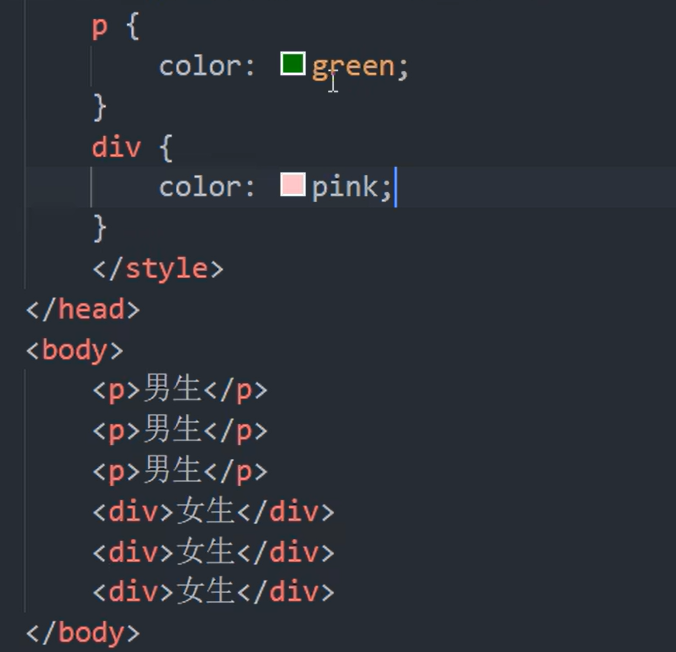 p {
color: green;
}
div {
color: pink;
}
</style>
</head>
<body>
<p>男生</p>
<p>男生</p>
<p>男生</p>
<div>女生</div>
<div>女生</div>
<div>女生</div>
</body>